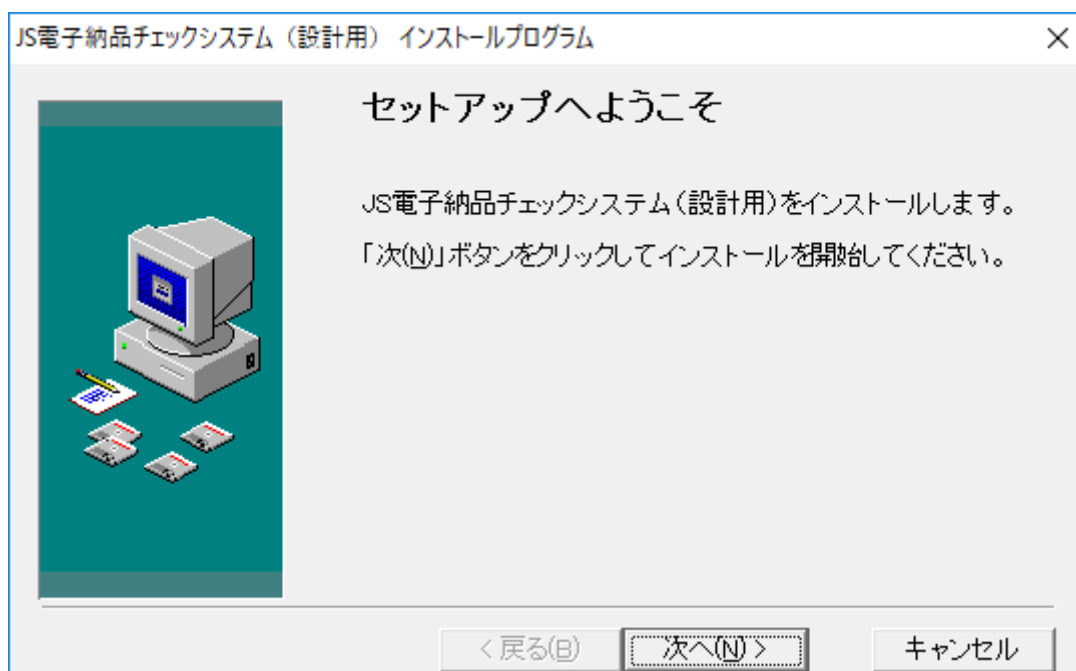 JS電子納品チェックシステム（設計用） インストールプログラム
セットアップへようこそ
JS電子納品チェックシステム(設計用)をインストールします。
「次(N)」ボタンをクリックしてインストールを開始してください。
< 戻る(B) 次へ(N) > キャンセル